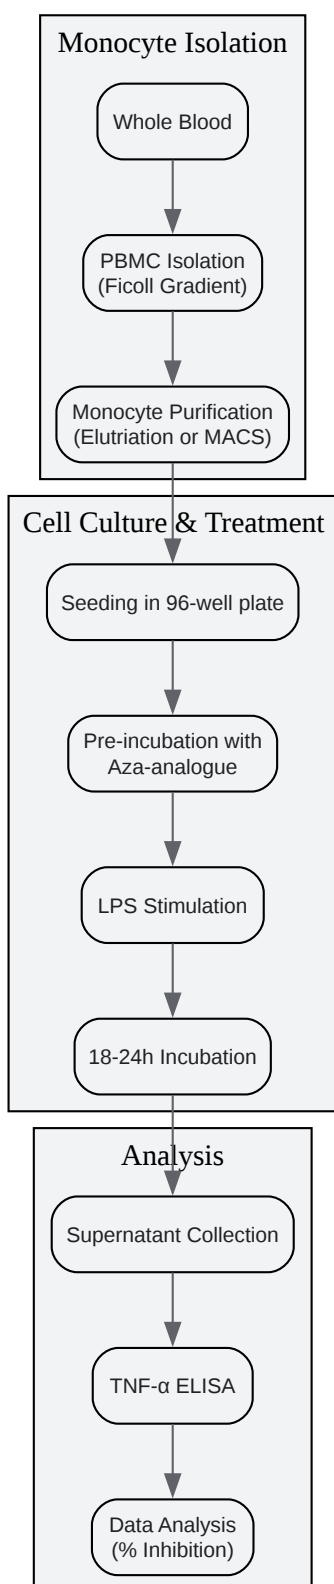 Monocyte Isolation
Whole Blood
PBMC Isolation
(Ficoll Gradient)
Monocyte Purification
(Elutriation or MACS)
Cell Culture & Treatment
Seeding in 96-well plate
Pre-incubation with
Aza-analogue
LPS Stimulation
18-24h Incubation
Analysis
Supernatant Collection
TNF-α ELISA
Data Analysis
(% Inhibition)